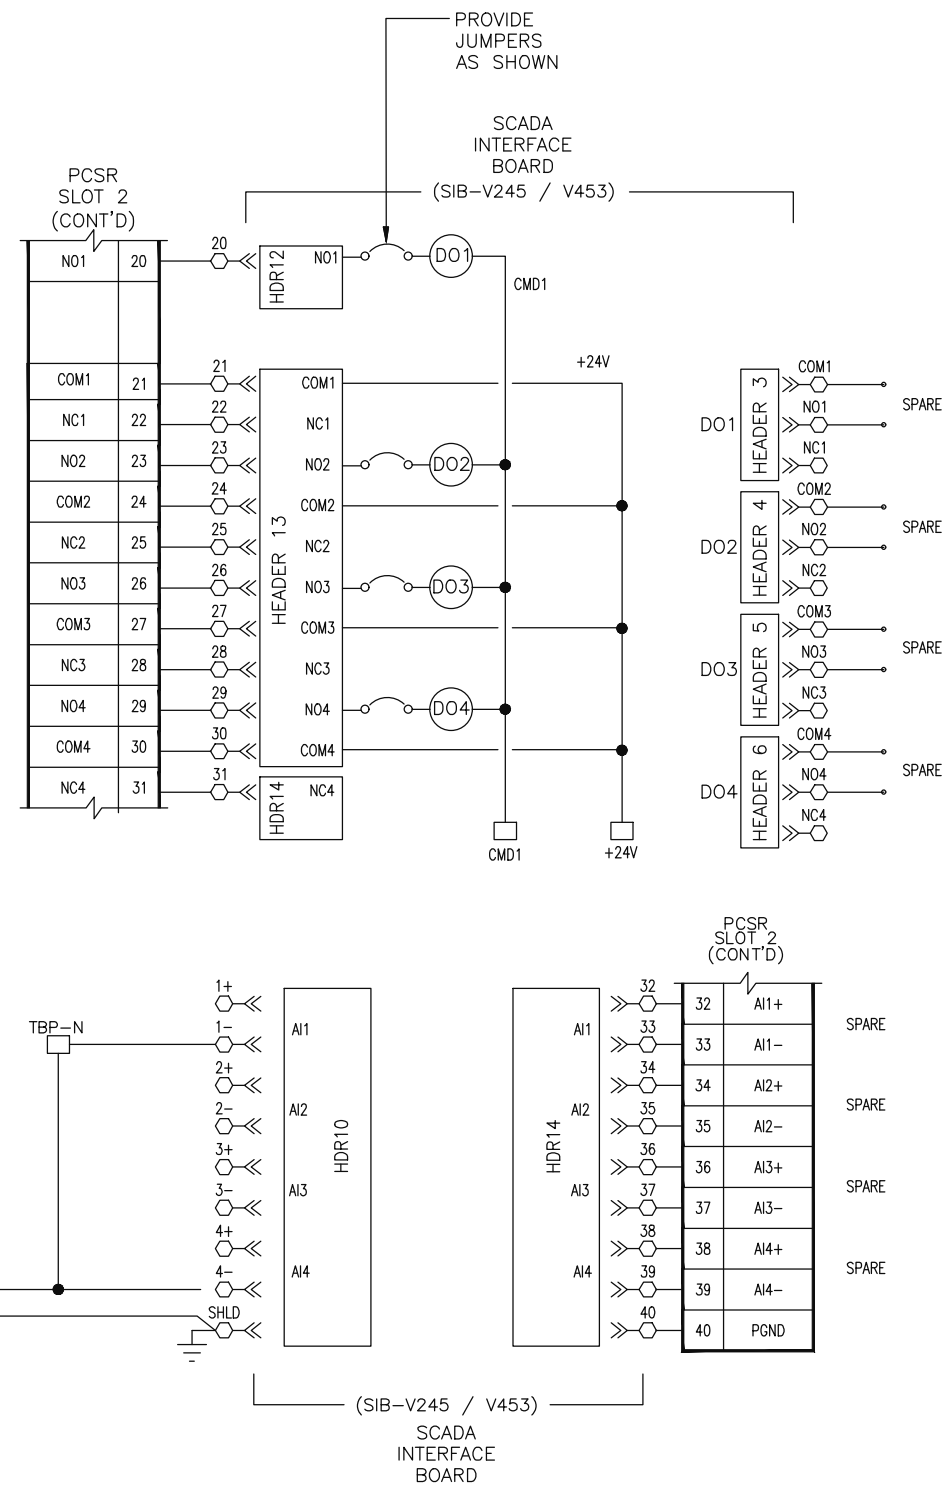 PROVIDE
JUMPERS
AS SHOWN
SCADA
INTERFACE
BOARD
(SIB-V245 / V453)
PCSR
SLOT 2
(CONT'D)
NO1 20 20 HDR12 NO1 DO1
CMD1
+24V
COM1 21 21 COM1
NC1 22 22 NC1
NO2 23 23 NO2 DO2
COM2 24 24 COM2
NC2 25 25 NC2
HEADER 13
NO3 26 26 NO3 DO3
COM3 27 27 COM3
NC3 28 28 NC3
NO4 29 29 NO4 DO4
COM4 30 30 COM4
NC4 31 31 HDR14 NC4
CMD1
+24V
DO1 HEADER 3 COM1
NO1 SPARE
NC1
DO2 HEADER 4 COM2
NO2 SPARE
NC2
DO3 HEADER 5 COM3
NO3 SPARE
NC3
DO4 HEADER 6 COM4
NO4 SPARE
NC4
TBP-N
1+
AI1
1-
2+
AI2
2-
HDR10
3+
AI3
3-
4+
AI4
4-
SHLD
PCSR
SLOT 2
(CONT'D)
HDR14
32 32 AI1+
AI1 SPARE
33 33 AI1-
34 34 AI2+
AI2 SPARE
35 35 AI2-
36 36 AI3+
AI3 SPARE
37 37 AI3-
38 38 AI4+
AI4 SPARE
39 39 AI4-
40 40 PGND
(SIB-V245 / V453)
SCADA
INTERFACE
BOARD